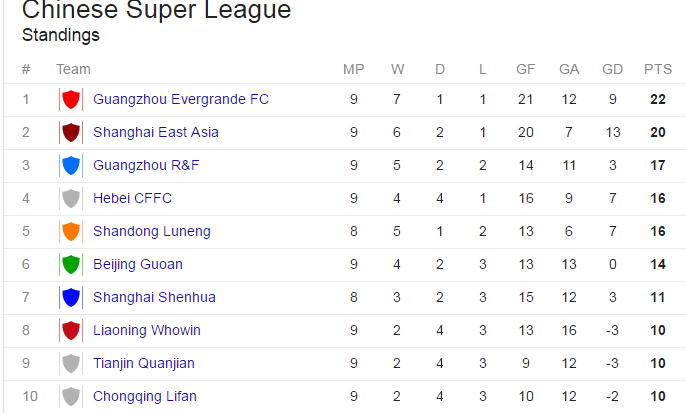 Chinese Super League
Standings
# Team MP W D L GF GA GD PTS
1 Guangzhou Evergrande FC 9 7 1 1 21 12 9 22
2 Shanghai East Asia 9 6 2 1 20 7 13 20
3 Guangzhou R&F 9 5 2 2 14 11 3 17
4 Hebei CFFC 9 4 4 1 16 9 7 16
5 Shandong Luneng 8 5 1 2 13 6 7 16
6 Beijing Guoan 9 4 2 3 13 13 0 14
7 Shanghai Shenhua 8 3 2 3 15 12 3 11
8 Liaoning Whowin 9 2 4 3 13 16 -3 10
9 Tianjin Quanjian 9 2 4 3 9 12 -3 10
10 Chongqing Lifan 9 2 4 3 10 12 -2 10